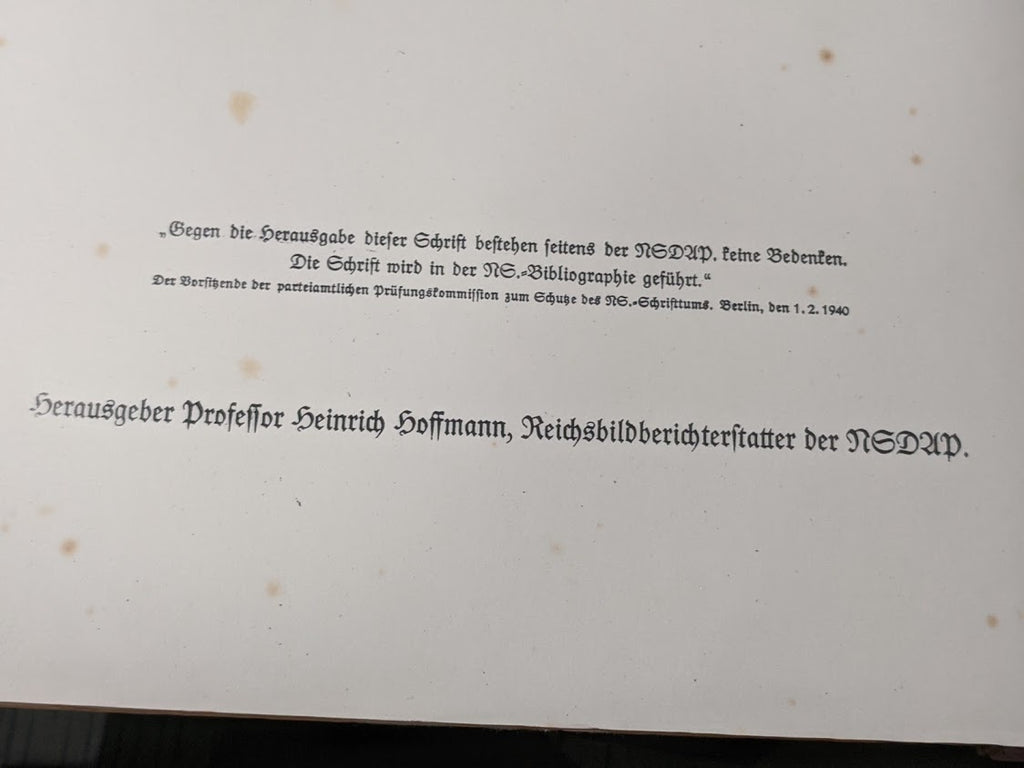 „Gegen die Herausgabe dieser Schrift bestehen seitens der NSDAP. keine Bedenken.
Die Schrift wird in der NS.-Bibliographie geführt.“
Der Vorsitzende der parteiamtlichen Prüfungskommission zum Schutze des NS.-Schrifttums. Berlin, den 1. 2. 1940
Herausgeber Professor Heinrich Hoffmann, Reichsbildberichterstatter der NSDAP.